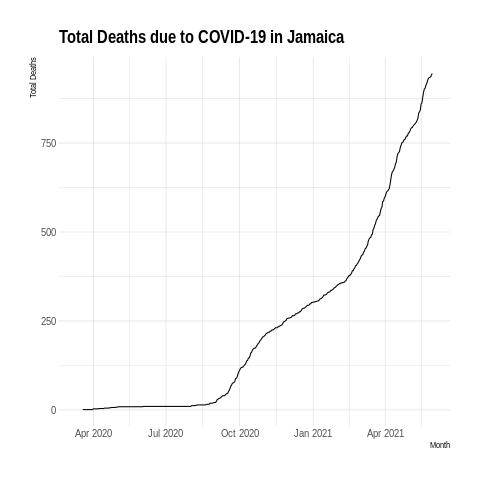 Total Deaths due to COVID-19 in Jamaica
Total Deaths
750
500
250
0
Apr 2020 Jul 2020 Oct 2020 Jan 2021 Apr 2021
Month